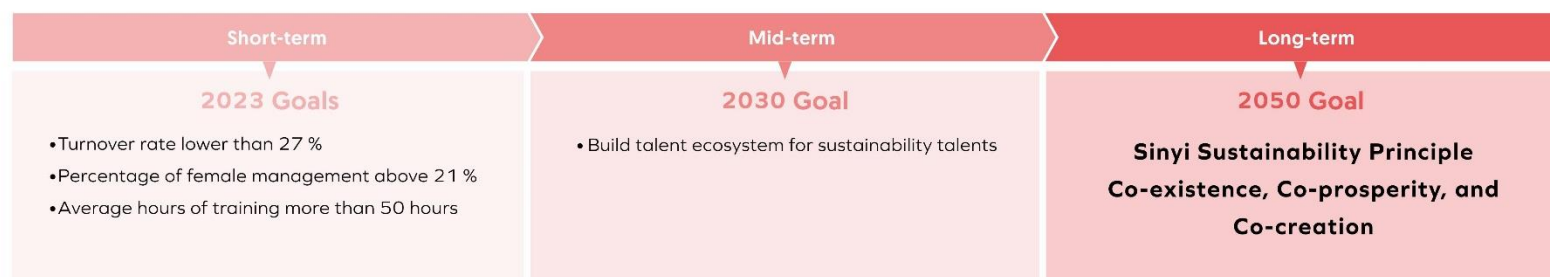 Short-term
Mid-term
Long-term
2023 Goals
•Turnover rate lower than 27 %
•Percentage of female management above 21 %
•Average hours of training more than 50 hours
2030 Goal
•Build talent ecosystem for sustainability talents
2050 Goal
Sinyi Sustainability Principle
Co-existence, Co-prosperity, and
Co-creation